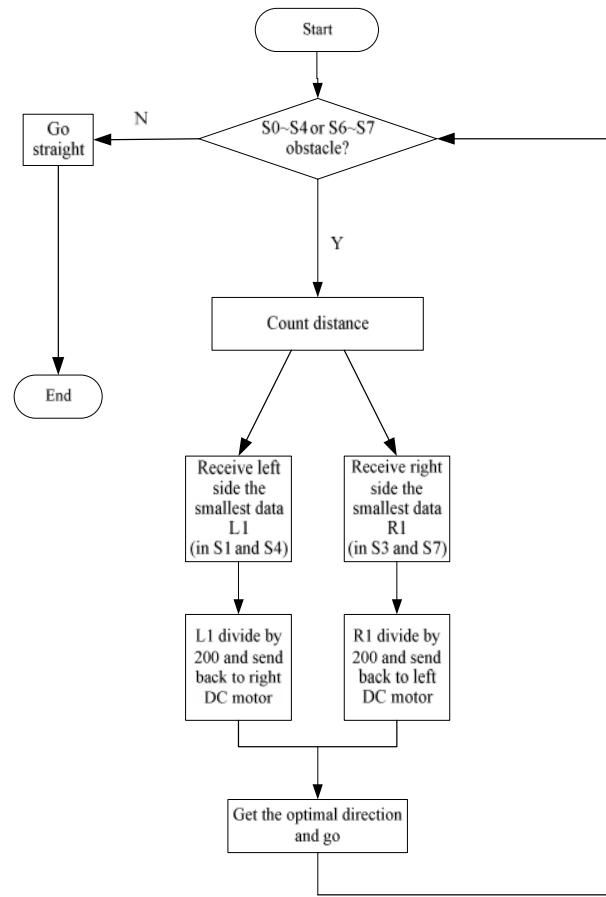 Start
S0~S4 or S6~S7
obstacle?
N
Go
straight
Y
End
Count distance
Receive left
side the
smallest data
L1
(in S1 and S4)
Receive right
side the
smallest data
R1
(in S3 and S7)
L1 divide by
200 and send
back to right
DC motor
R1 divide by
200 and send
back to left
DC motor
Get the optimal direction
and go